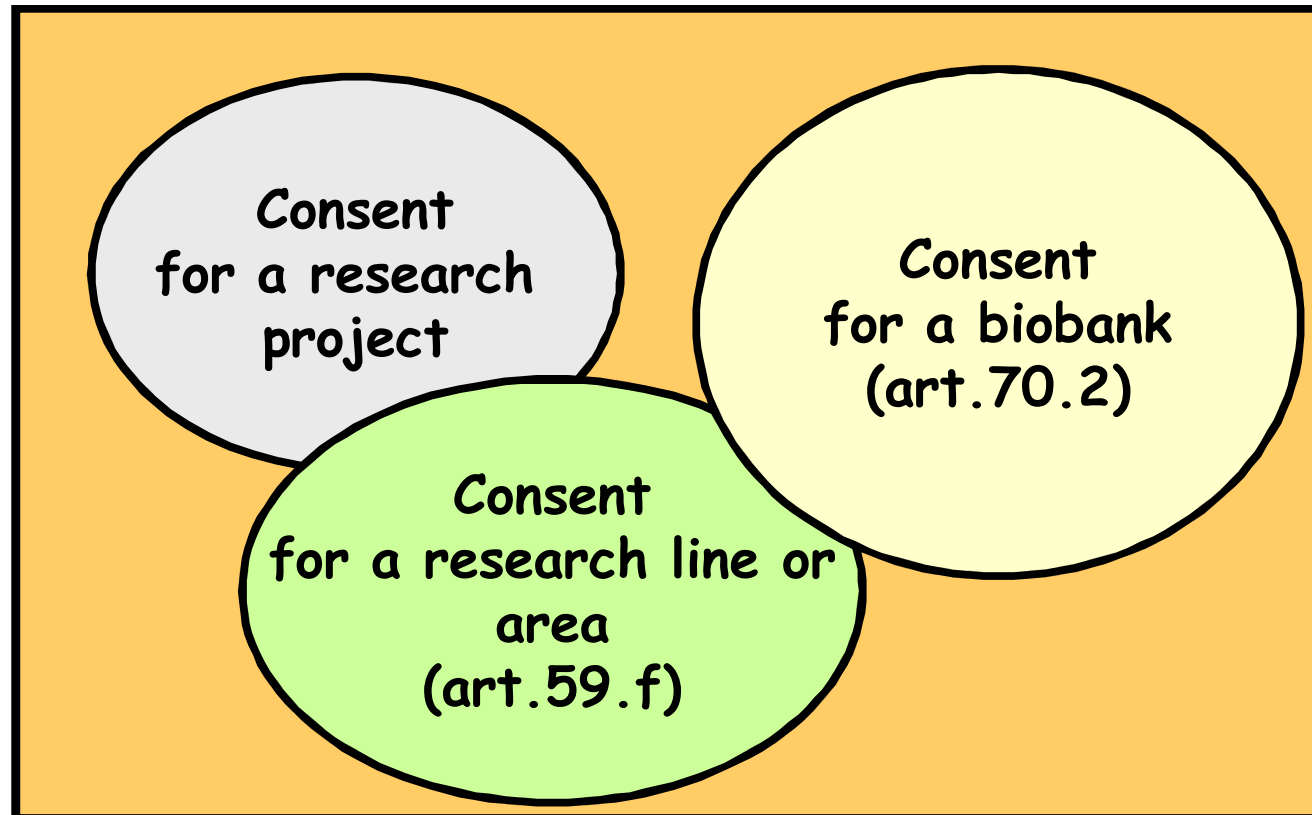 Consent
for a research
project
Consent
for a biobank
(art.70.2)
Consent
for a research line or
area
(art.59.f)